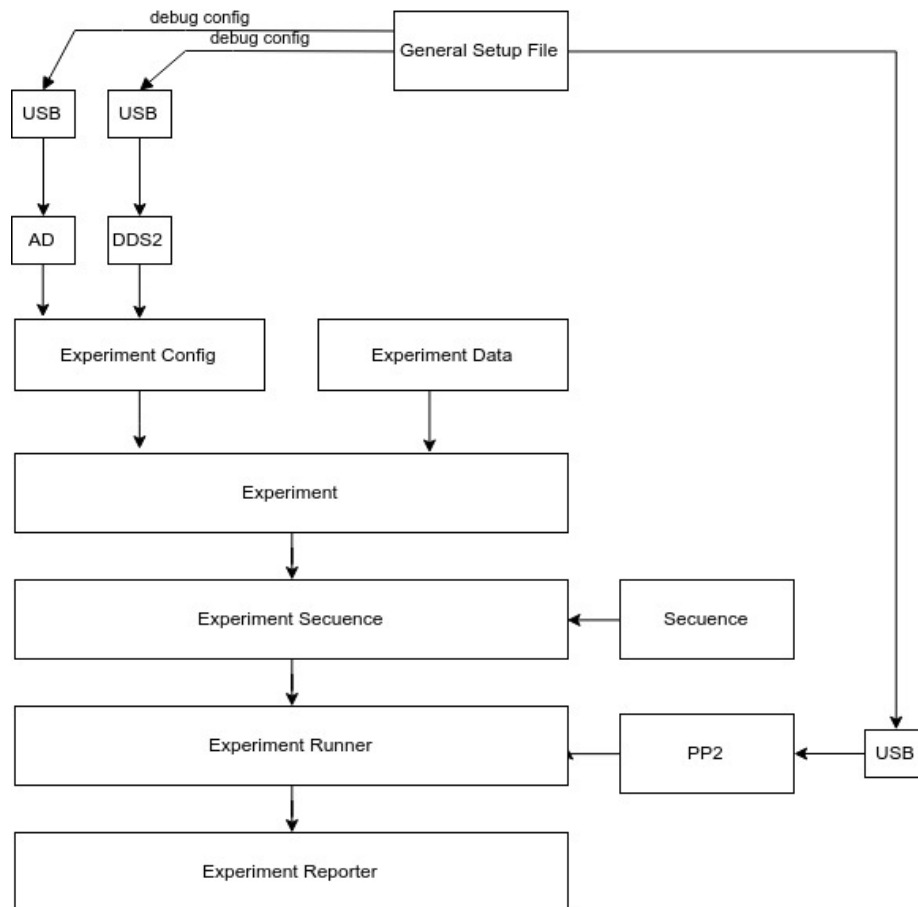 debug config
debug config
General Setup File
USB
USB
AD
DDS2
Experiment Config
Experiment Data
Experiment
Experiment Secuence
Secuence
Experiment Runner
PP2
USB
Experiment Reporter